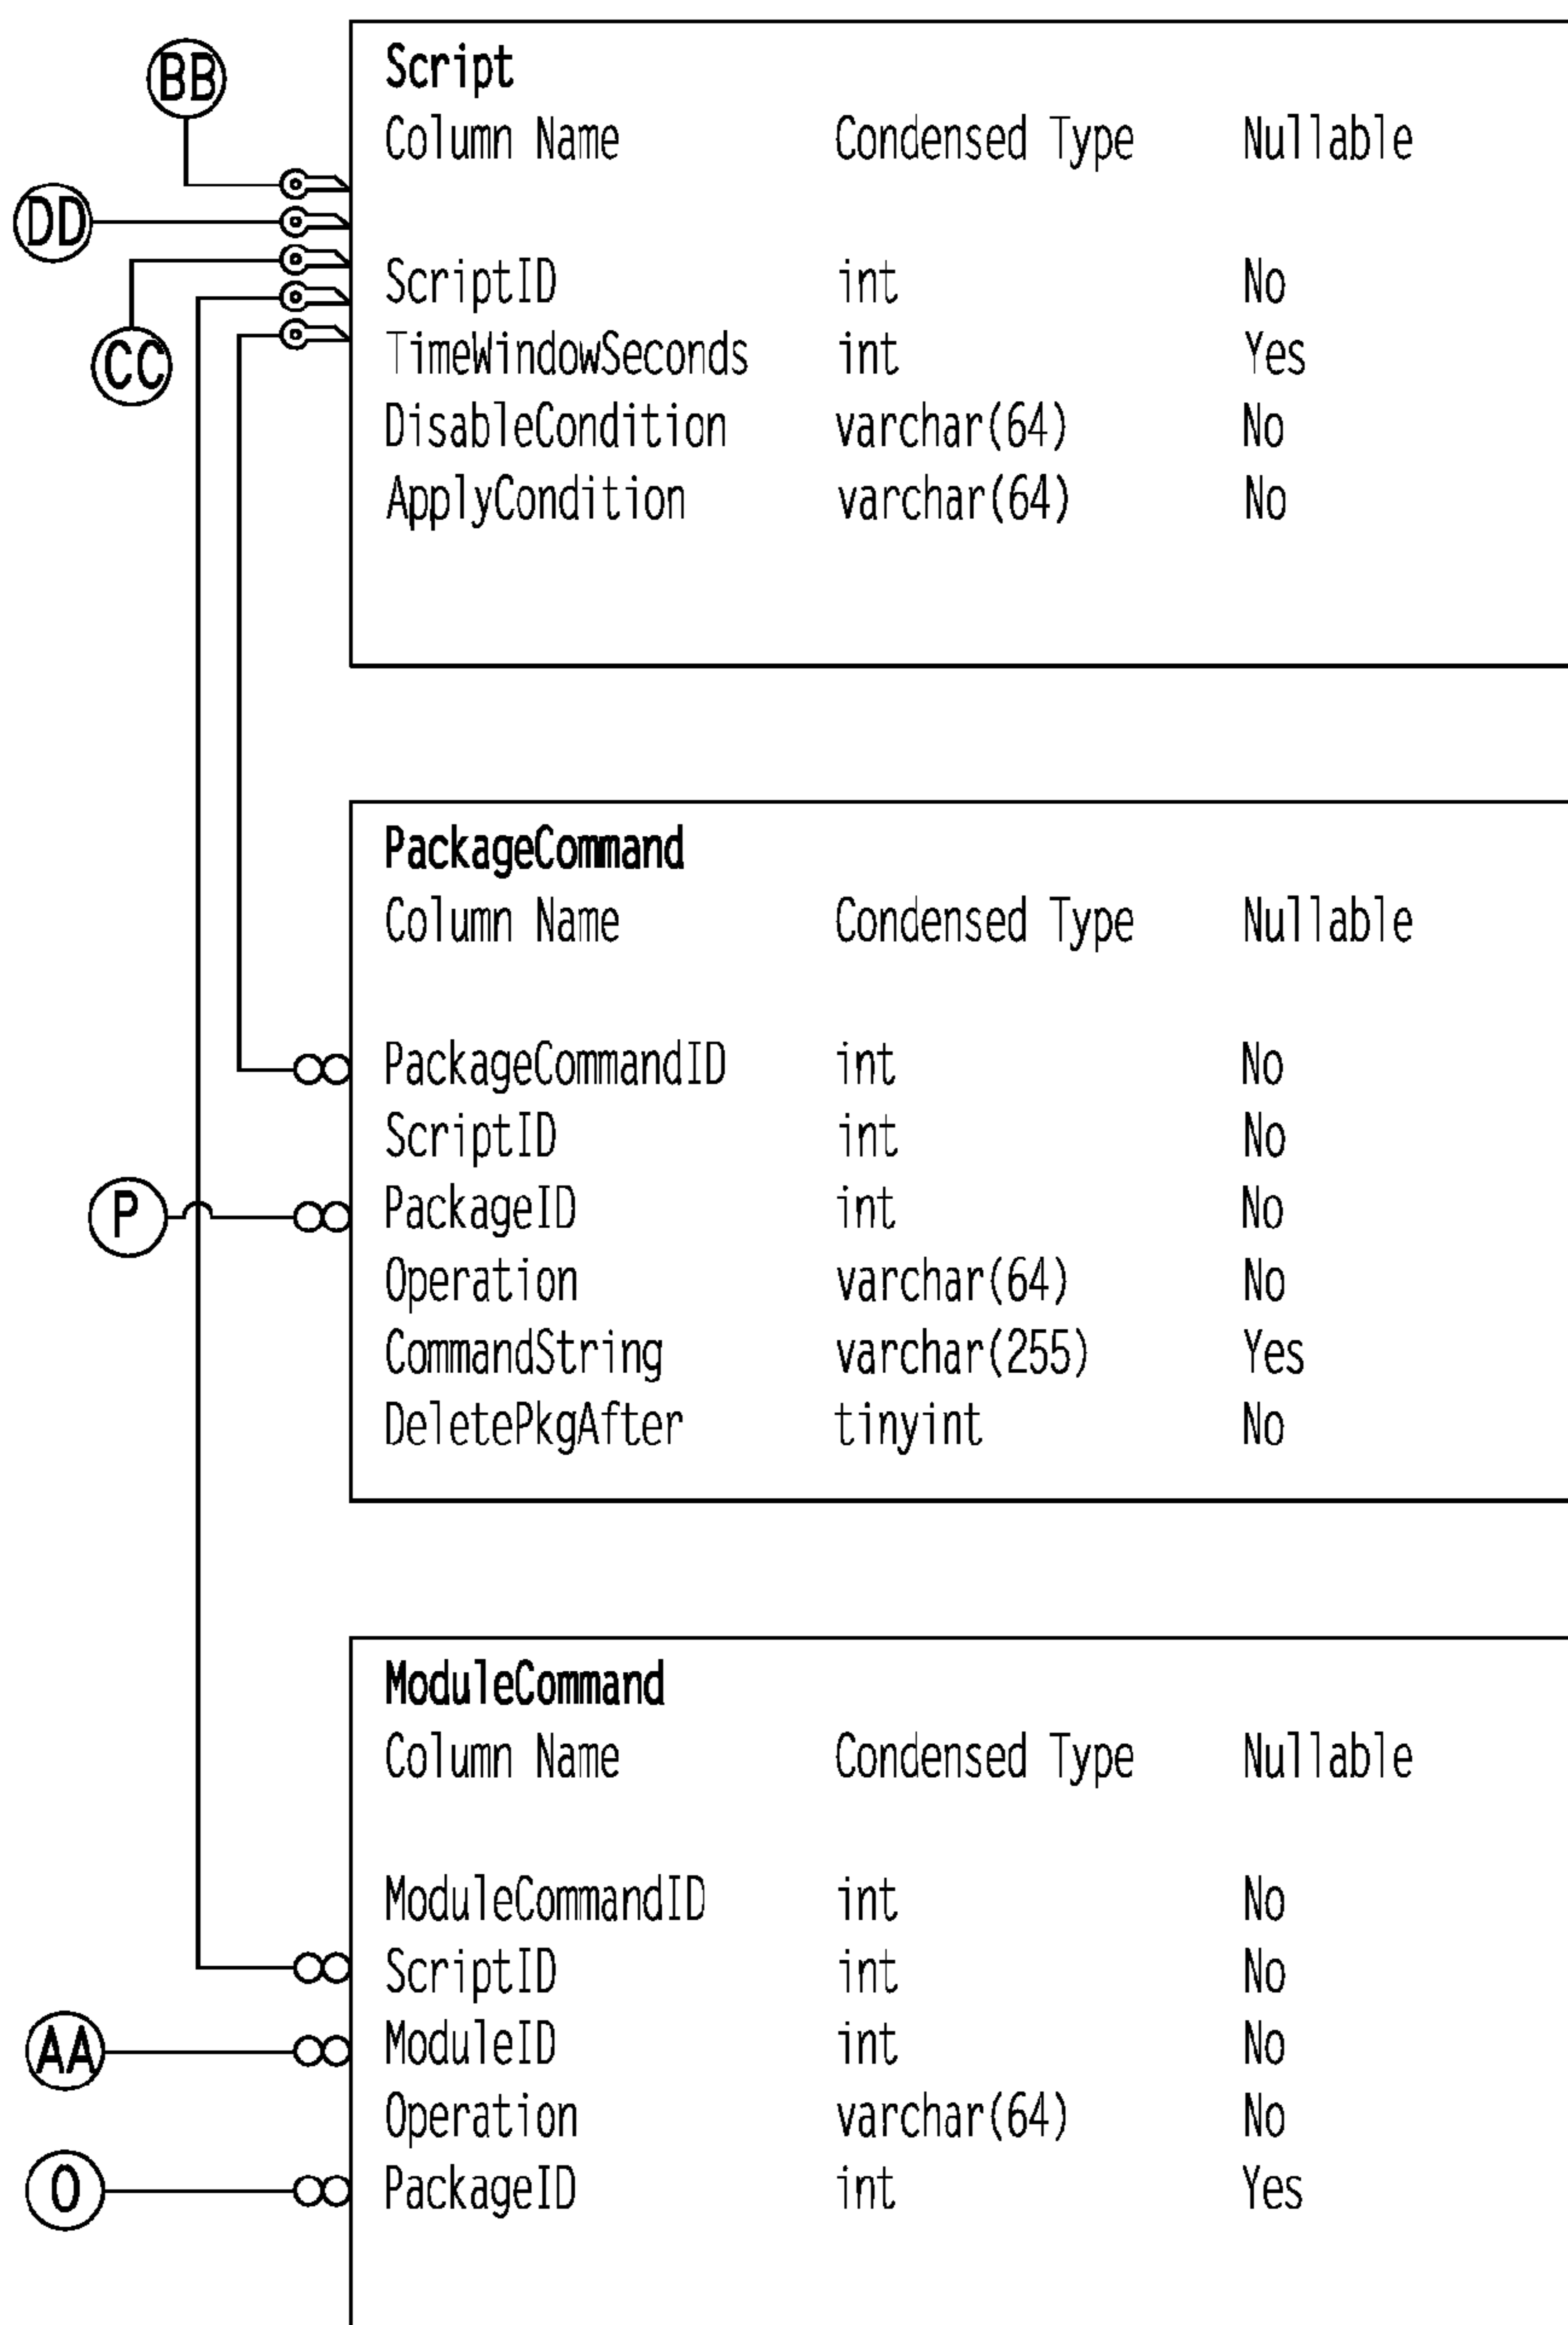 BB
Script
Column Name Condensed Type Nullable
DD
ScriptID int No
TimeWindowSeconds int Yes
CC
DisableCondition varchar(64) No
ApplyCondition varchar(64) No
PackageCommand
Column Name Condensed Type Nullable
PackageCommandID int No
ScriptID int No
P PackageID int No
Operation varchar(64) No
CommandString varchar(255) Yes
DeletePkgAfter tinyint No
ModuleCommand
Column Name Condensed Type Nullable
ModuleCommandID int No
ScriptID int No
AA ModuleID int No
Operation varchar(64) No
O PackageID int Yes